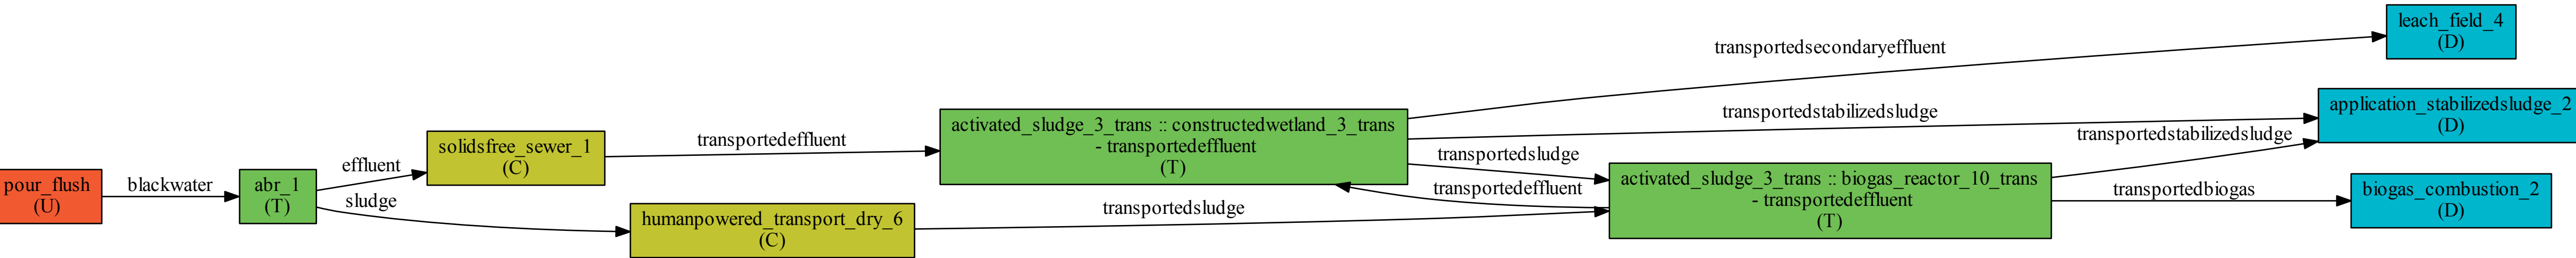 pour_flush
(U)
blackwater
abr_1
(T)
effluent
sludge
solidsfree_sewer_1
(C)
humanpowered_transport_dry_6
(C)
transportedeffluent
transportedsludge
activated_sludge_3_trans :: constructedwetland_3_trans
- transportedeffluent
(T)
transportedsecondaryeffluent
transportedstabilizedsludge
transportedsludge
transportedeffluent
activated_sludge_3_trans :: biogas_reactor_10_trans
- transportedeffluent
(T)
transportedstabilizedsludge
transportedbiogas
leach_field_4
(D)
application_stabilizedsludge_2
(D)
biogas_combustion_2
(D)